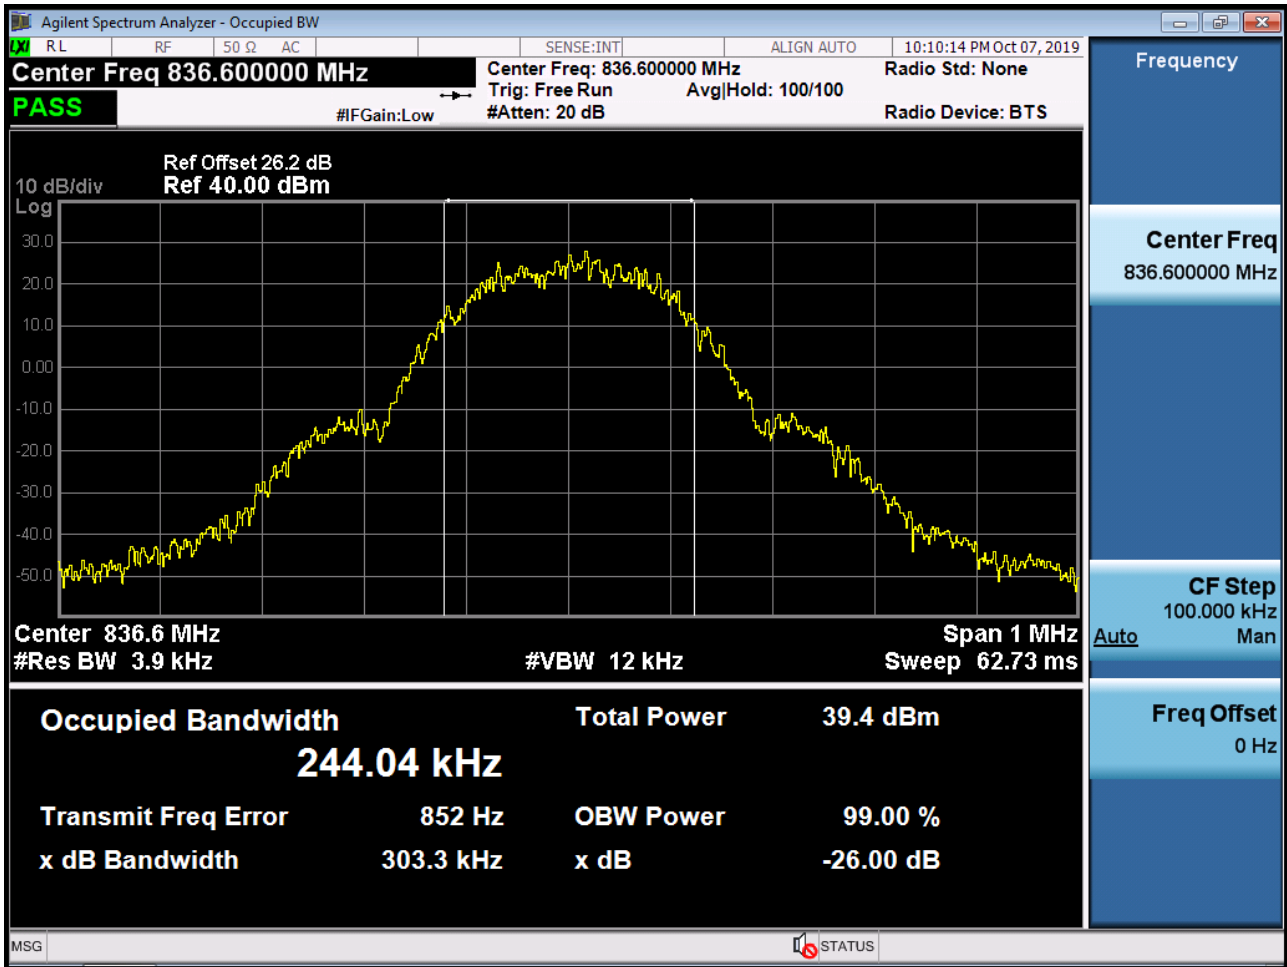 Agilent Spectrum Analyzer - Occupied BW
LXI RL RF 50 Ω AC SENSE:INT ALIGN AUTO 10:10:14 PM Oct 07, 2019
Center Freq 836.600000 MHz
PASS
#IFGain:Low
Center Freq: 836.600000 MHz
Trig: Free Run Avg|Hold: 100/100
#Atten: 20 dB
Radio Std: None
Radio Device: BTS
Ref Offset 26.2 dB
10 dB/div Ref 40.00 dBm
Log
30.0
20.0
10.0
0.00
-10.0
-20.0
-30.0
-40.0
-50.0
Center 836.6 MHz Span 1 MHz
#Res BW 3.9 kHz #VBW 12 kHz Sweep 62.73 ms
Occupied Bandwidth Total Power 39.4 dBm
244.04 kHz
Transmit Freq Error 852 Hz OBW Power 99.00 %
x dB Bandwidth 303.3 kHz x dB -26.00 dB
MSG STATUS
Frequency
Center Freq
836.600000 MHz
CF Step
100.000 kHz
Auto Man
Freq Offset
0 Hz